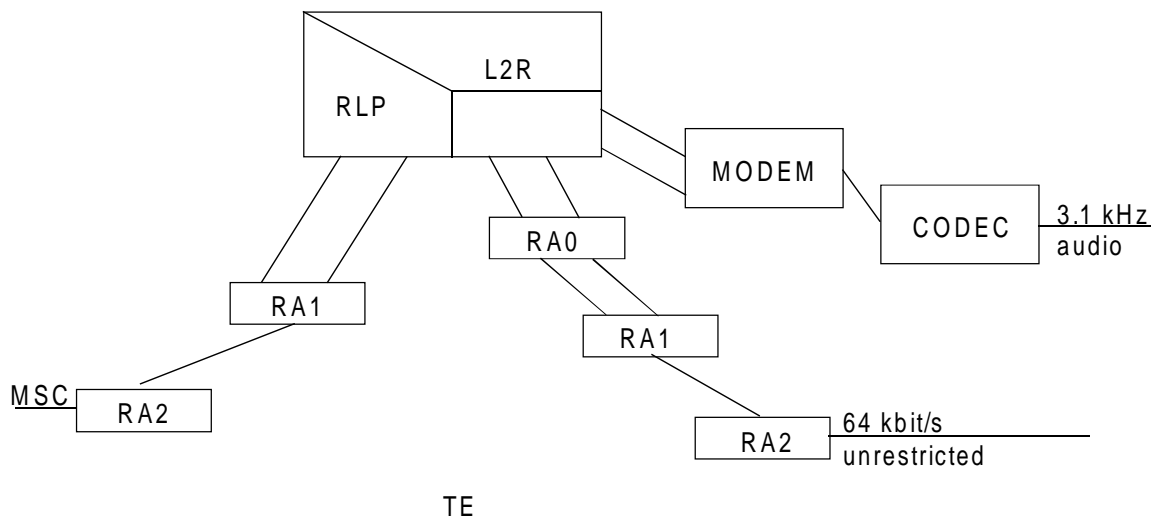 L2R
RLP
MODEM
RA0
CODEC
3.1 kHz
audio
RA1
RA1
MSC
RA2
RA2
64 kbit/s
unrestricted
TE